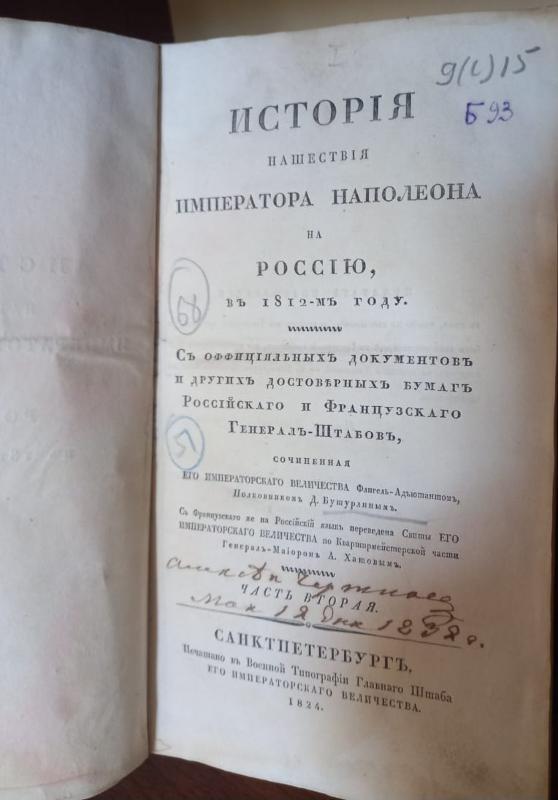 9(с)15
Б 93
ИСТОРІЯ
НАШЕСТВІЯ
ИМПЕРАТОРА НАПОЛЕОНА
НА
РОССІЮ,
въ 1812-мъ году.
68
Съ оффиціяльныхъ документовъ
и другихъ достовѣрныхъ бумагъ
Россійскаго и Французскаго
Генералъ-Штабовъ,
51
сочиненная
ЕГО ИМПЕРАТОРСКАГО ВЕЛИЧЕСТВА Флигель-Адъютантомъ,
Полковникомъ Д. Бутурлинымъ.
Съ Французскаго же на Россійскій языкъ переведена Свиты ЕГО
ИМПЕРАТОРСКАГО ВЕЛИЧЕСТВА по Квартирмейстерской части
Генералъ-Маіоромъ А. Хатовымъ.
ЧАСТЬ ВТОРАЯ.
САНКТПЕТЕРБУРГЪ,
Печатано въ Военной Типографіи Главнаго Штаба
ЕГО ИМПЕРАТОРСКАГО ВЕЛИЧЕСТВА.
1824.